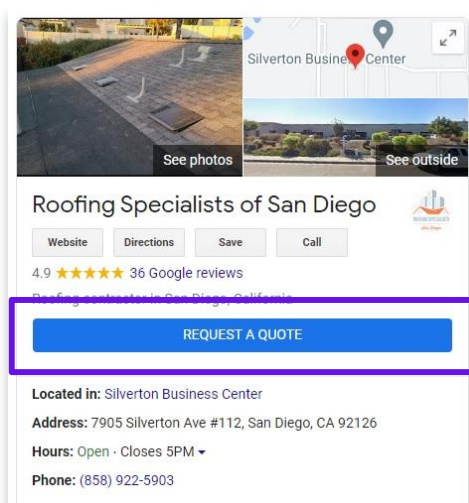 Silverton Business Center
See photos
See outside
Roofing Specialists of San Diego
Website
Directions
Save
Call
4.9 ★★★★★ 36 Google reviews
Roofing contractor in San Diego, California
REQUEST A QUOTE
Located in: Silverton Business Center
Address: 7905 Silverton Ave #112, San Diego, CA 92126
Hours: Open · Closes 5PM
Phone: (858) 922-5903